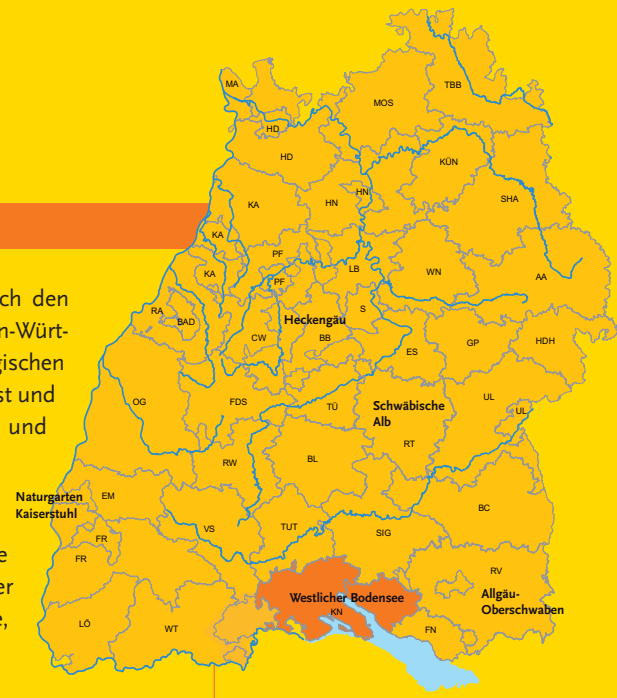 MA
TBB
MOS
HD
HD
KÜN
HN
HN
SHA
KA
KA
KA
PF
PF
LB
WN
AA
S
RA
BAD
CW
Heckengäu
BB
ES
GP
HDH
OG
FDS
TÜ
Schwäbische
Alb
RT
UL
UL
RW
BL
Naturgarten
Kaiserstuhl
EM
FR
FR
VS
TUT
SIG
BC
RV
Allgäu-
Oberschwaben
Westlicher Bodensee
KN
FN
LÖ
WT
ch den
n-Würt-
gischen
st und
und
e
er
e,